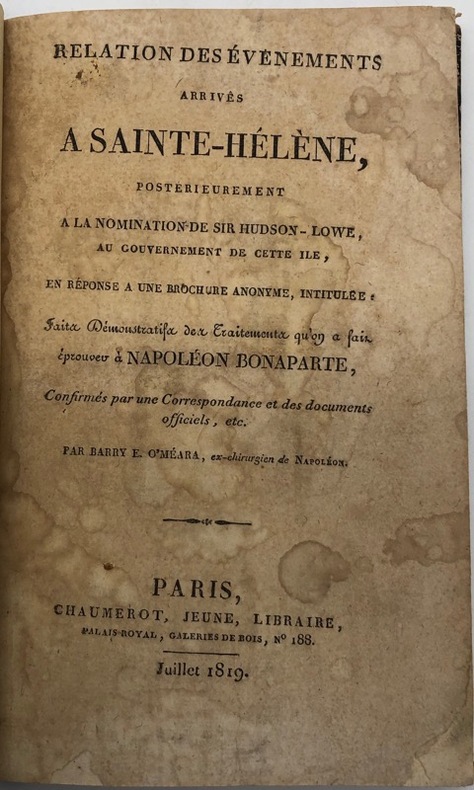 RELATION DES ÉVÈNEMENTS
ARRIVÉS
A SAINTE-HÉLÈNE,
POSTERIEUREMENT
A LA NOMINATION DE SIR HUDSON-LOWE,
AU GOUVERNEMENT DE CETTE ILE,
EN RÉPONSE A UNE BROCHURE ANONYME, INTITULÉE :
Faits Démonstratifs des Traitements qu'on a fait
éprouver à NAPOLÉON BONAPARTE,
Confirmés par une Correspondance et des documents
officiels, etc.
PAR BARRY E. O'MÉARA, ex-chirurgien de NAPOLÉON.
PARIS,
CHAUMEROT, JEUNE, LIBRAIRE,
PALAIS-ROYAL, GALERIES DE BOIS, N° 188.
Juillet 1819.